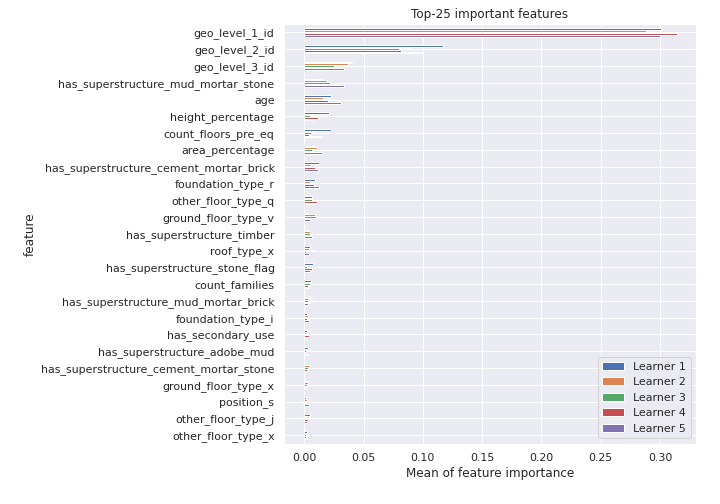 Top-25 important features
geo_level_1_id
geo_level_2_id
geo_level_3_id
has_superstructure_mud_mortar_stone
age
height_percentage
count_floors_pre_eq
area_percentage
has_superstructure_cement_mortar_brick
foundation_type_r
other_floor_type_q
ground_floor_type_v
has_superstructure_timber
roof_type_x
has_superstructure_stone_flag
count_families
has_superstructure_mud_mortar_brick
foundation_type_i
has_secondary_use
has_superstructure_adobe_mud
has_superstructure_cement_mortar_stone
ground_floor_type_x
position_s
other_floor_type_j
other_floor_type_x
feature
Learner 1
Learner 2
Learner 3
Learner 4
Learner 5
0.00 0.05 0.10 0.15 0.20 0.25 0.30
Mean of feature importance